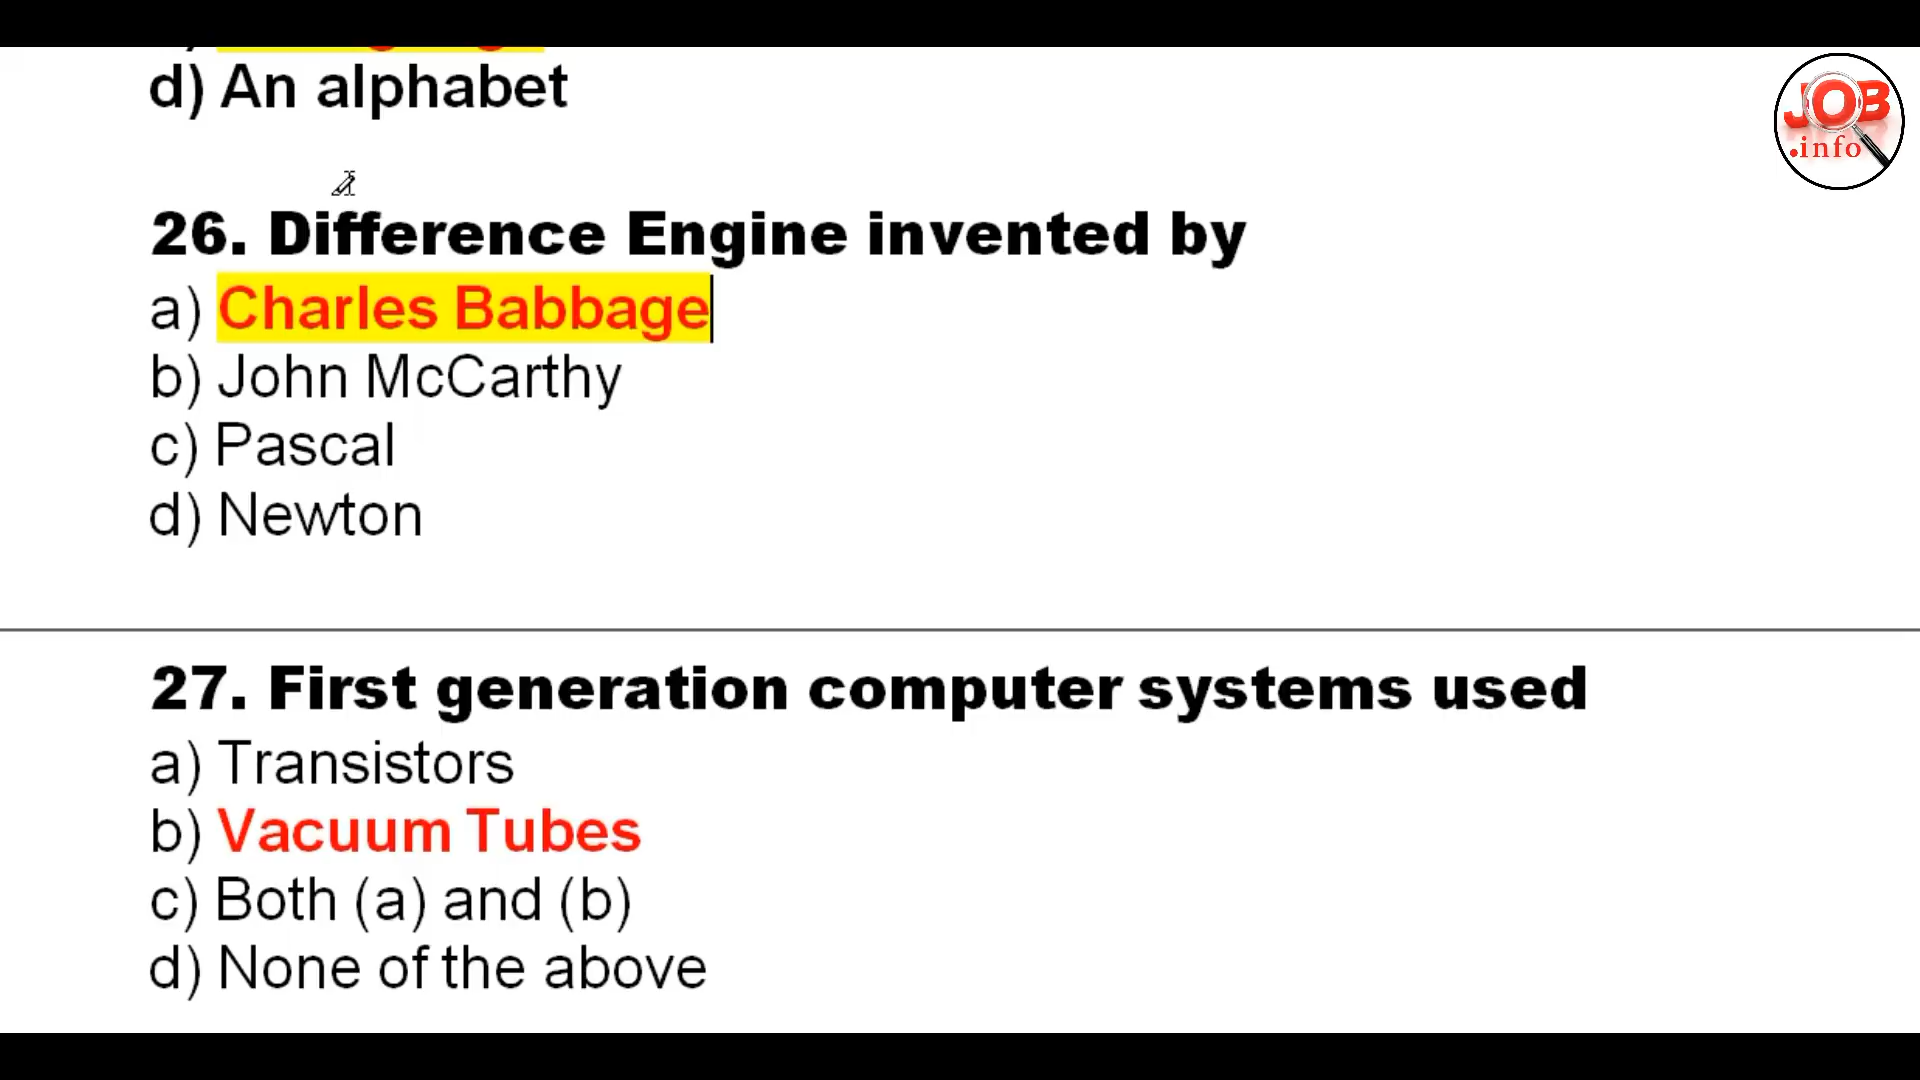 d) An alphabet
JOB
.info
26. Difference Engine invented by
a) Charles Babbage
b) John McCarthy
c) Pascal
d) Newton
27. First generation computer systems used
a) Transistors
b) Vacuum Tubes
c) Both (a) and (b)
d) None of the above